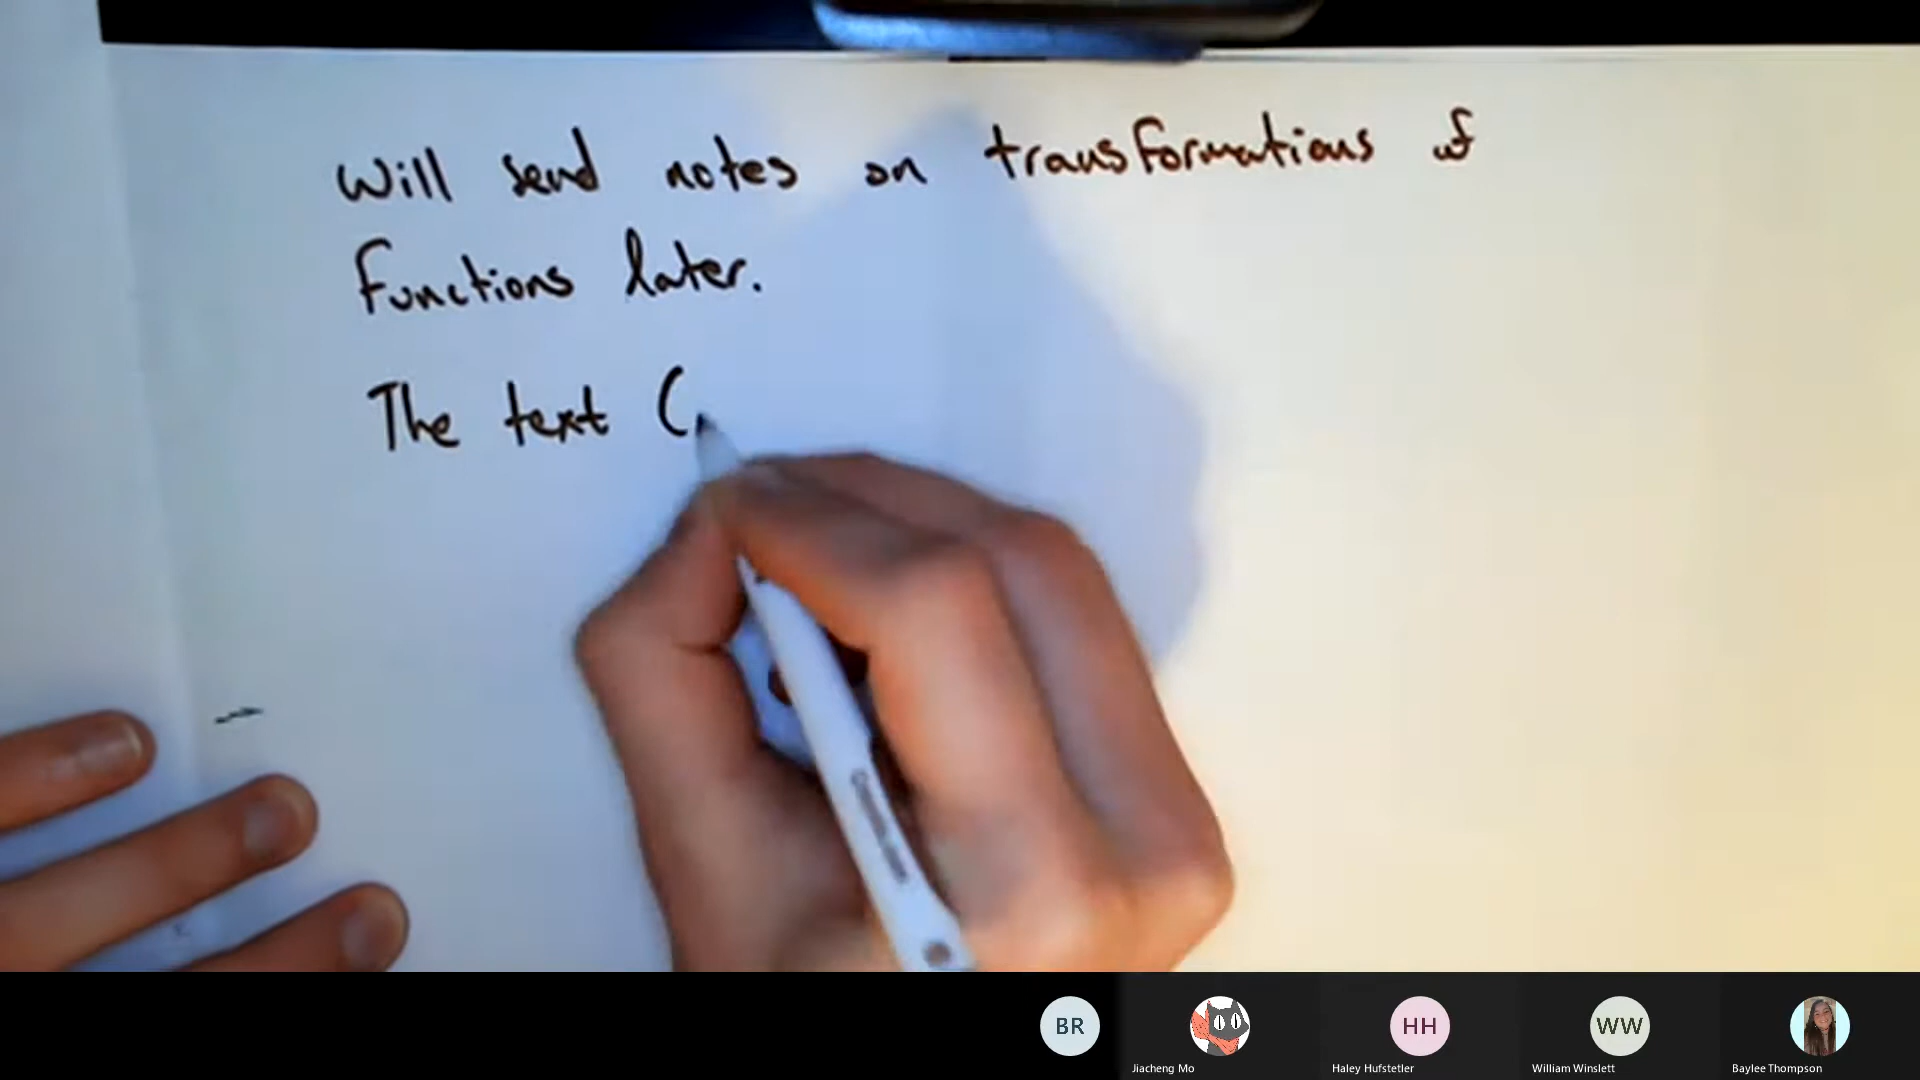 Will send notes on transformations of
functions later.
The text (
BR
HH
WW
Jiacheng Mo
Haley Hufstetler
William Winslett
Baylee Thompson